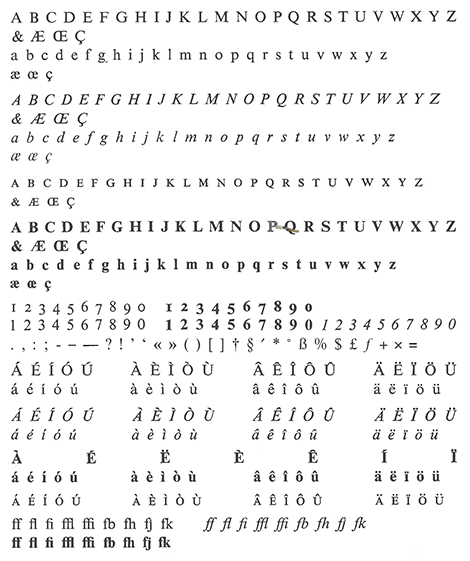 A B C D E F G H I J K L M N O P Q R S T U V W X Y Z
& Æ Œ Ç
a b c d e f g h i j k l m n o p q r s t u v w x y z
æ œ ç
A B C D E F G H I J K L M N O P Q R S T U V W X Y Z
& Æ Œ Ç
a b c d e f g h i j k l m n o p q r s t u v w x y z
æ œ ç
A B C D E F G H I J K L M N O P Q R S T U V W X Y Z
& Æ Œ Ç
A B C D E F G H I J K L M N O P Q R S T U V W X Y Z
& Æ Œ Ç
a b c d e f g h i j k l m n o p q r s t u v w x y z
æ œ ç
1 2 3 4 5 6 7 8 9 0 1 2 3 4 5 6 7 8 9 0
1 2 3 4 5 6 7 8 9 0 1 2 3 4 5 6 7 8 9 0 1 2 3 4 5 6 7 8 9 0
. , : ; - – — ? ! ’ ‘ « » ( ) [ ] † § ′ * ° ß % $ £ ƒ + × =
Á É Í Ó Ú À È Ì Ò Ù Â Ê Î Ô Û Ä Ë Ï Ö Ü
á é í ó ú à è ì ò ù â ê î ô û ä ë ï ö ü
Á É Í Ó Ú À È Ì Ò Ù Â Ê Î Ô Û Ä Ë Ï Ö Ü
á é í ó ú à è ì ò ù â ê î ô û ä ë ï ö ü
À É Ë È Ê Í Ï
á é í ó ú à è ì ò ù â ê î ô û ä ë ï ö ü
Á É Í Ó Ú À È Ì Ò Ù Â Ê Î Ô Û Ä Ë Ï Ö Ü
ff fl fi ffl ffi fb fh fj fk ff fl fi ffl ffi fb fh fj fk
ff fl fi ffl ffi fb fh fj fk